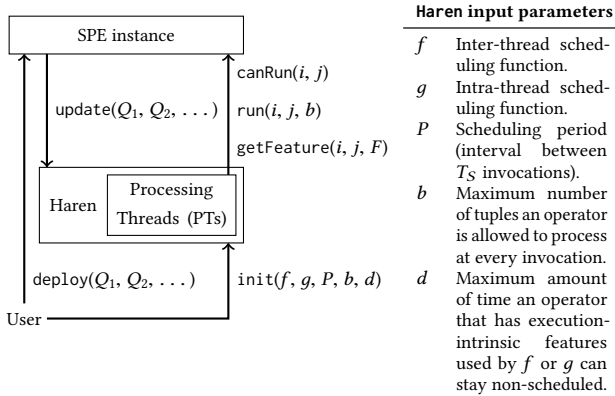 SPE instance
canRun(i, j)
update(Q1, Q2, . . . )
run(i, j, b)
getFeature(i, j, F)
Haren
Processing
Threads (PTs)
deploy(Q1, Q2, . . . )
init(f, g, P, b, d)
User
Haren input parameters
f Inter-thread sched-
uling function.
g Intra-thread sched-
uling function.
P Scheduling period
(interval between
TS invocations).
b Maximum number
of tuples an operator
is allowed to process
at every invocation.
d Maximum amount
of time an operator
that has execution-
intrinsic features
used by f or g can
stay non-scheduled.